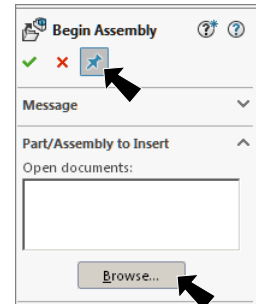 Begin Assembly
Message
Part/Assembly to Insert
Open documents:
Browse...